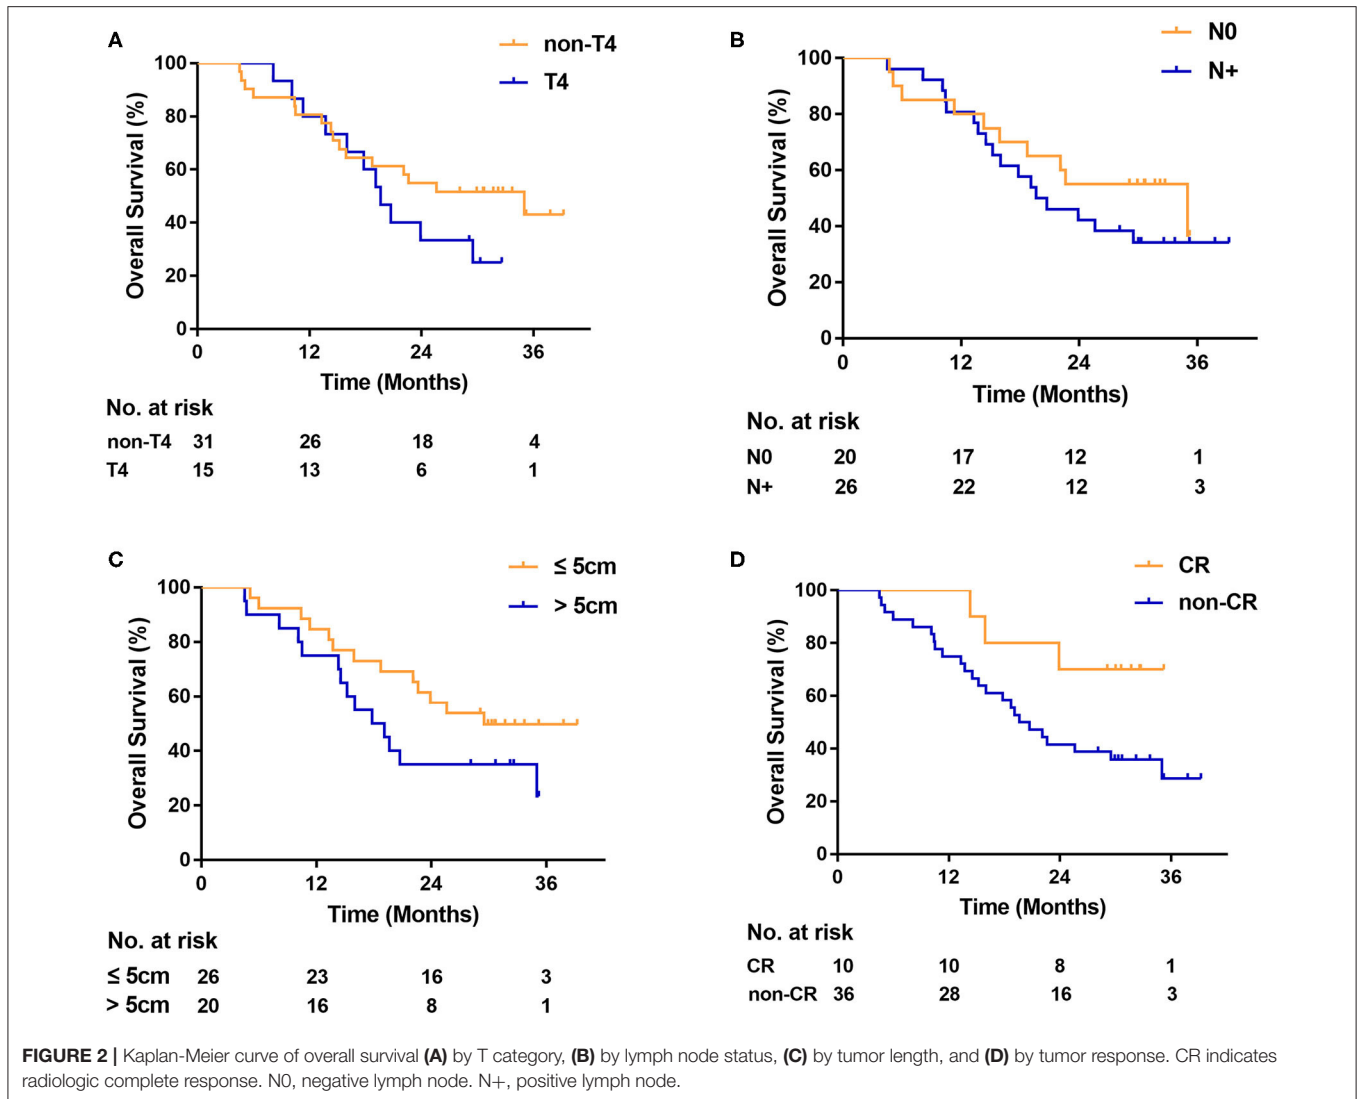 A
non-T4
T4
Overall Survival (%)
100
80
60
40
20
0
0 12 24 36
Time (Months)
No. at risk
non-T4 31 26 18 4
T4 15 13 6 1
B
N0
N+
Overall Survival (%)
100
80
60
40
20
0
0 12 24 36
Time (Months)
No. at risk
N0 20 17 12 1
N+ 26 22 12 3
C
≤ 5cm
> 5cm
Overall Survival (%)
100
80
60
40
20
0
0 12 24 36
Time (Months)
No. at risk
≤ 5cm 26 23 16 3
> 5cm 20 16 8 1
D
CR
non-CR
Overall Survival (%)
100
80
60
40
20
0
0 12 24 36
Time (Months)
No. at risk
CR 10 10 8 1
non-CR 36 28 16 3
FIGURE 2 | Kaplan-Meier curve of overall survival (A) by T category, (B) by lymph node status, (C) by tumor length, and (D) by tumor response. CR indicates
radiologic complete response. N0, negative lymph node. N+, positive lymph node.